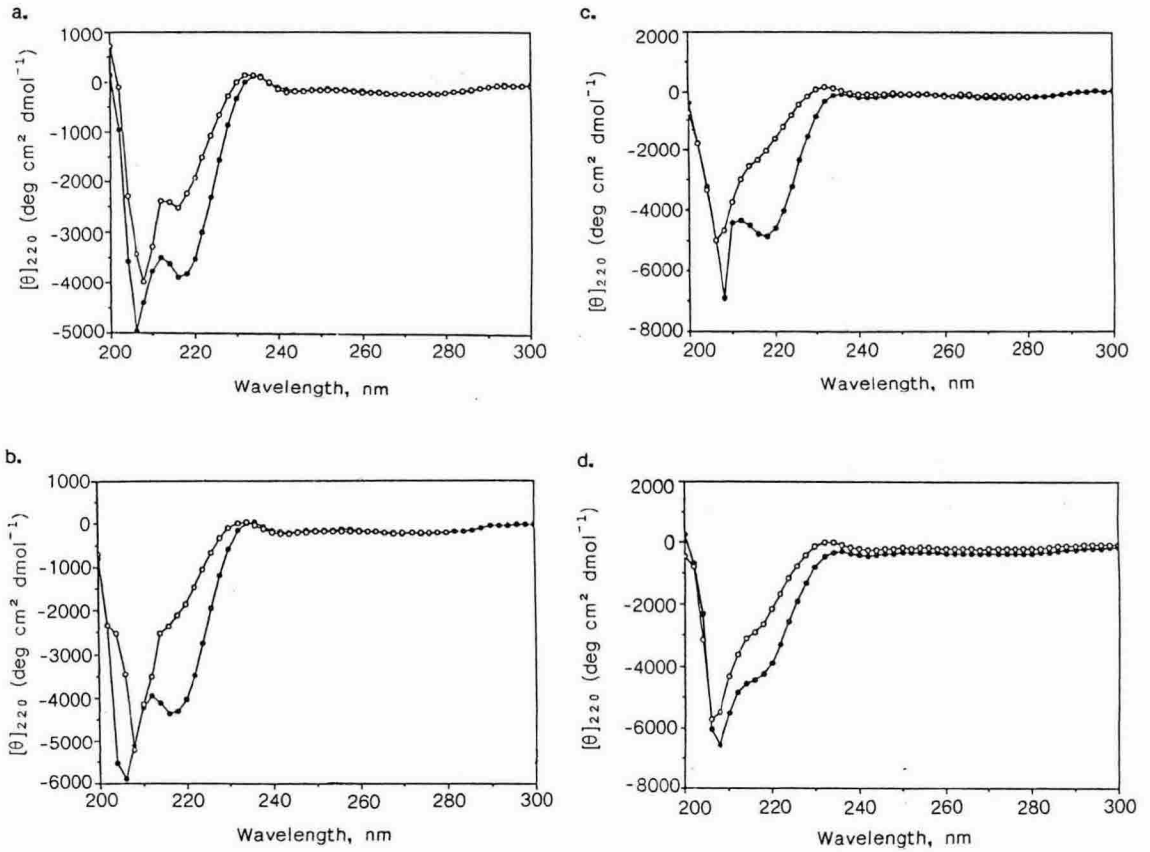 a.
1000
0
-1000
-2000
-3000
-4000
-5000
[θ]₂₂₀ (deg cm² dmol⁻¹)
200 220 240 260 280 300
Wavelength, nm
c.
2000
0
-2000
-4000
-6000
-8000
[θ]₂₂₀ (deg cm² dmol⁻¹)
200 220 240 260 280 300
Wavelength, nm
b.
1000
0
-1000
-2000
-3000
-4000
-5000
-6000
[θ]₂₂₀ (deg cm² dmol⁻¹)
200 220 240 260 280 300
Wavelength, nm
d.
2000
0
-2000
-4000
-6000
-8000
[θ]₂₂₀ (deg cm² dmol⁻¹)
200 220 240 260 280 300
Wavelength, nm